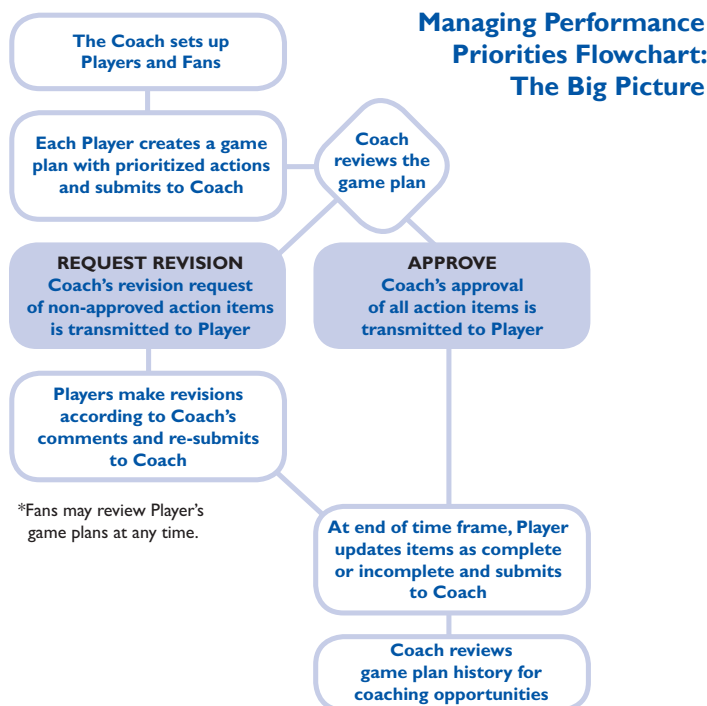 Managing Performance
Priorities Flowchart:
The Big Picture
The Coach sets up
Players and Fans
Each Player creates a game
plan with prioritized actions
and submits to Coach
Coach
reviews the
game plan
REQUEST REVISION
Coach's revision request
of non-approved action items
is transmitted to Player
APPROVE
Coach's approval
of all action items is
transmitted to Player
Players make revisions
according to Coach's
comments and re-submits
to Coach
*Fans may review Player's
game plans at any time.
At end of time frame, Player
updates items as complete
or incomplete and submits
to Coach
Coach reviews
game plan history for
coaching opportunities